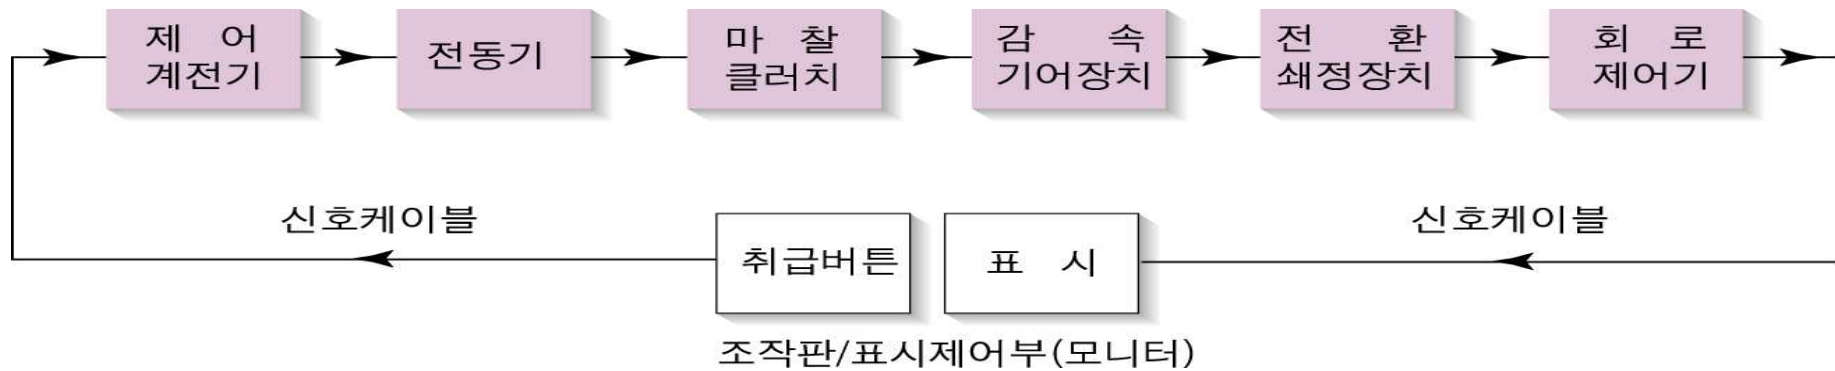 제 어
계전기
전동기
마 찰
클러치
감 속
기어장치
전 환
쇄정장치
회 로
제어기
신호케이블
신호케이블
취급버튼
표 시
조작판/표시제어부(모니터)